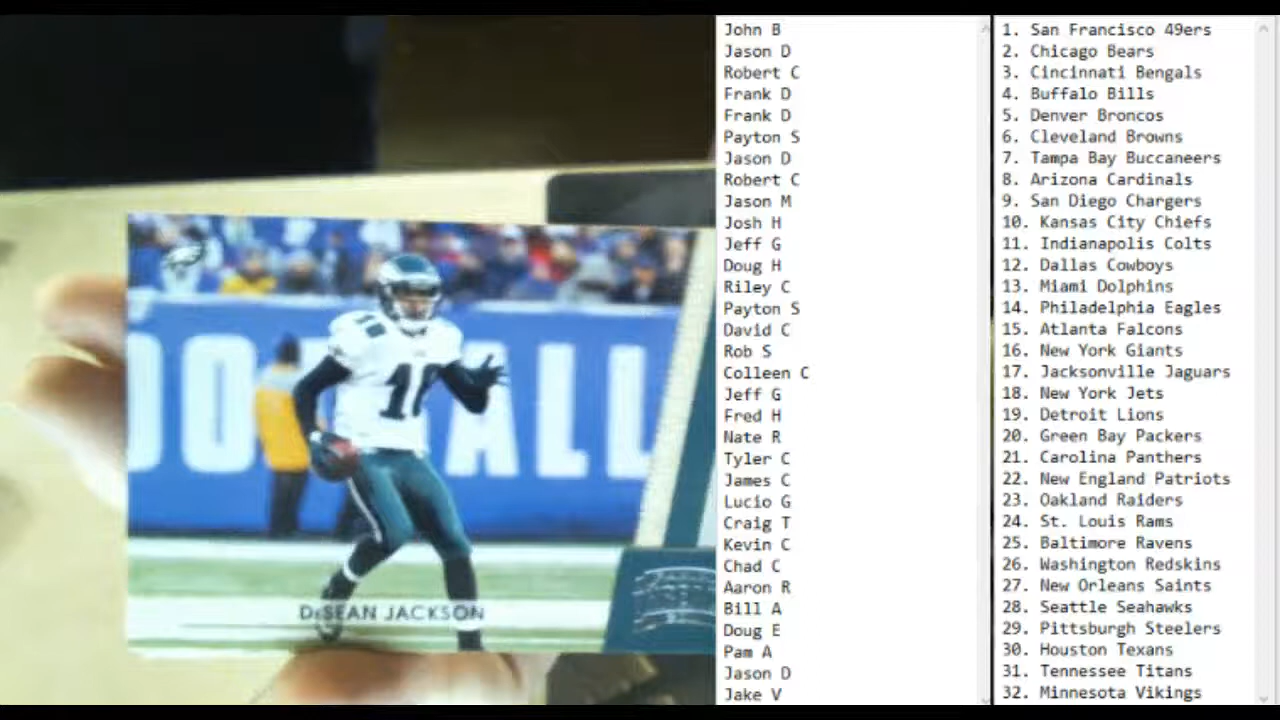 OOTBALL
10
DESEAN JACKSON
John B
Jason D
Robert C
Frank D
Frank D
Payton S
Jason D
Robert C
Jason M
Josh H
Jeff G
Doug H
Riley C
Payton S
David C
Rob S
Colleen C
Jeff G
Fred H
Nate R
Tyler C
James C
Lucio G
Craig T
Kevin C
Chad C
Aaron R
Bill A
Doug E
Pam A
Jason D
Jake V
1. San Francisco 49ers
2. Chicago Bears
3. Cincinnati Bengals
4. Buffalo Bills
5. Denver Broncos
6. Cleveland Browns
7. Tampa Bay Buccaneers
8. Arizona Cardinals
9. San Diego Chargers
10. Kansas City Chiefs
11. Indianapolis Colts
12. Dallas Cowboys
13. Miami Dolphins
14. Philadelphia Eagles
15. Atlanta Falcons
16. New York Giants
17. Jacksonville Jaguars
18. New York Jets
19. Detroit Lions
20. Green Bay Packers
21. Carolina Panthers
22. New England Patriots
23. Oakland Raiders
24. St. Louis Rams
25. Baltimore Ravens
26. Washington Redskins
27. New Orleans Saints
28. Seattle Seahawks
29. Pittsburgh Steelers
30. Houston Texans
31. Tennessee Titans
32. Minnesota Vikings